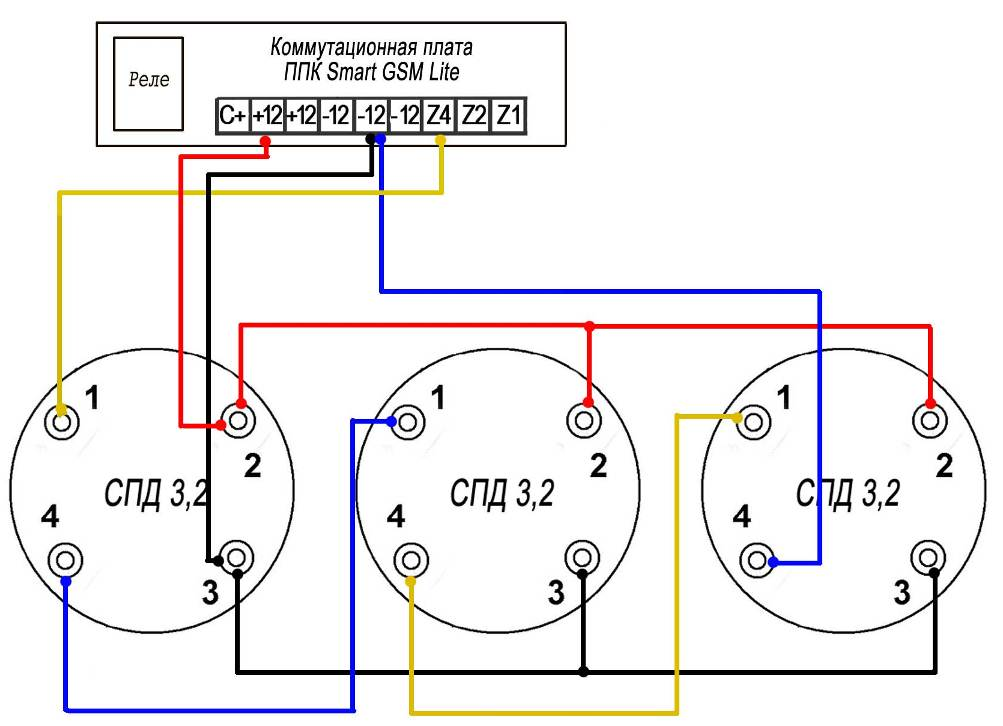 Коммутационная плата
ППК Smart GSM Lite
Реле
C+ +12 +12 -12 -12 -12 Z4 Z2 Z1
1 2
СПД 3,2
4 3
1 2
СПД 3,2
4 3
1 2
СПД 3,2
4 3